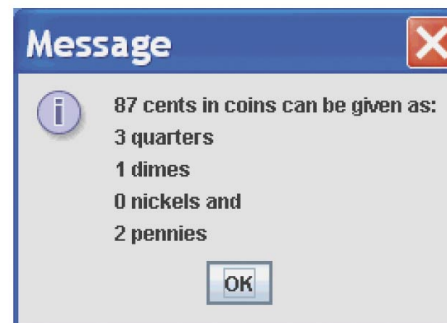 Message
87 cents in coins can be given as:
3 quarters
1 dimes
0 nickels and
2 pennies
OK